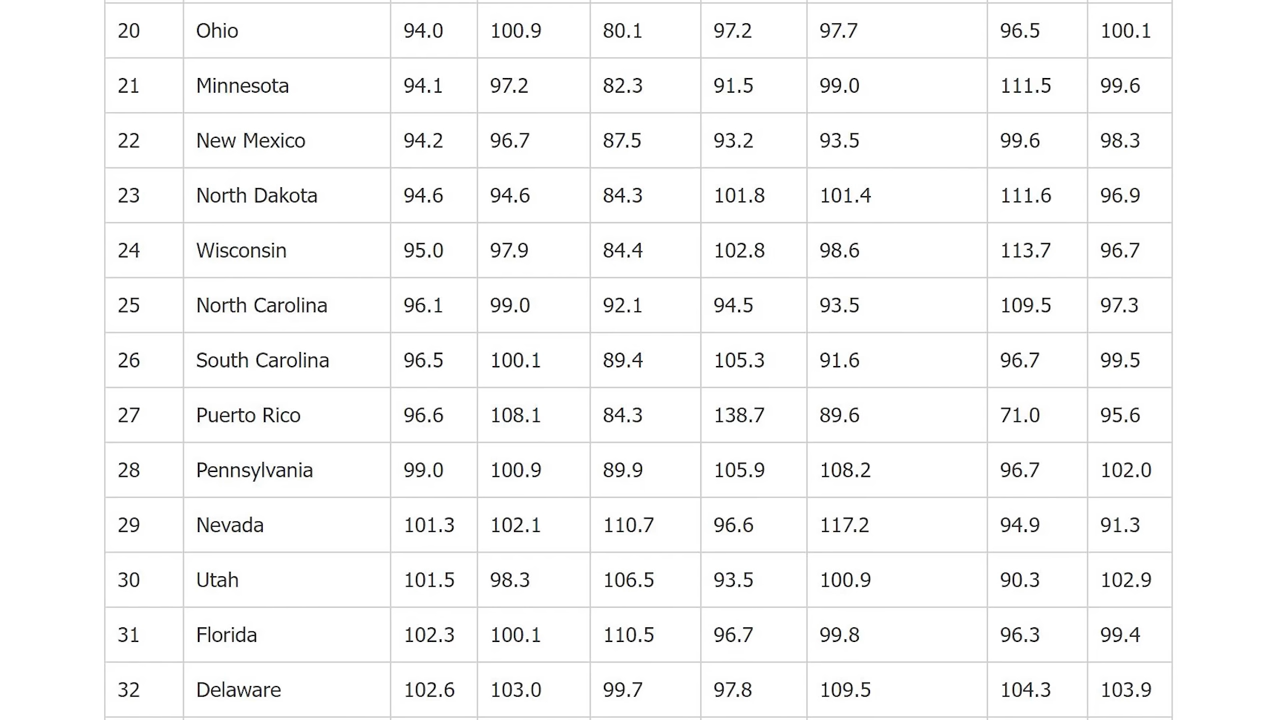 20 Ohio 94.0 100.9 80.1 97.2 97.7 96.5 100.1
21 Minnesota 94.1 97.2 82.3 91.5 99.0 111.5 99.6
22 New Mexico 94.2 96.7 87.5 93.2 93.5 99.6 98.3
23 North Dakota 94.6 94.6 84.3 101.8 101.4 111.6 96.9
24 Wisconsin 95.0 97.9 84.4 102.8 98.6 113.7 96.7
25 North Carolina 96.1 99.0 92.1 94.5 93.5 109.5 97.3
26 South Carolina 96.5 100.1 89.4 105.3 91.6 96.7 99.5
27 Puerto Rico 96.6 108.1 84.3 138.7 89.6 71.0 95.6
28 Pennsylvania 99.0 100.9 89.9 105.9 108.2 96.7 102.0
29 Nevada 101.3 102.1 110.7 96.6 117.2 94.9 91.3
30 Utah 101.5 98.3 106.5 93.5 100.9 90.3 102.9
31 Florida 102.3 100.1 110.5 96.7 99.8 96.3 99.4
32 Delaware 102.6 103.0 99.7 97.8 109.5 104.3 103.9